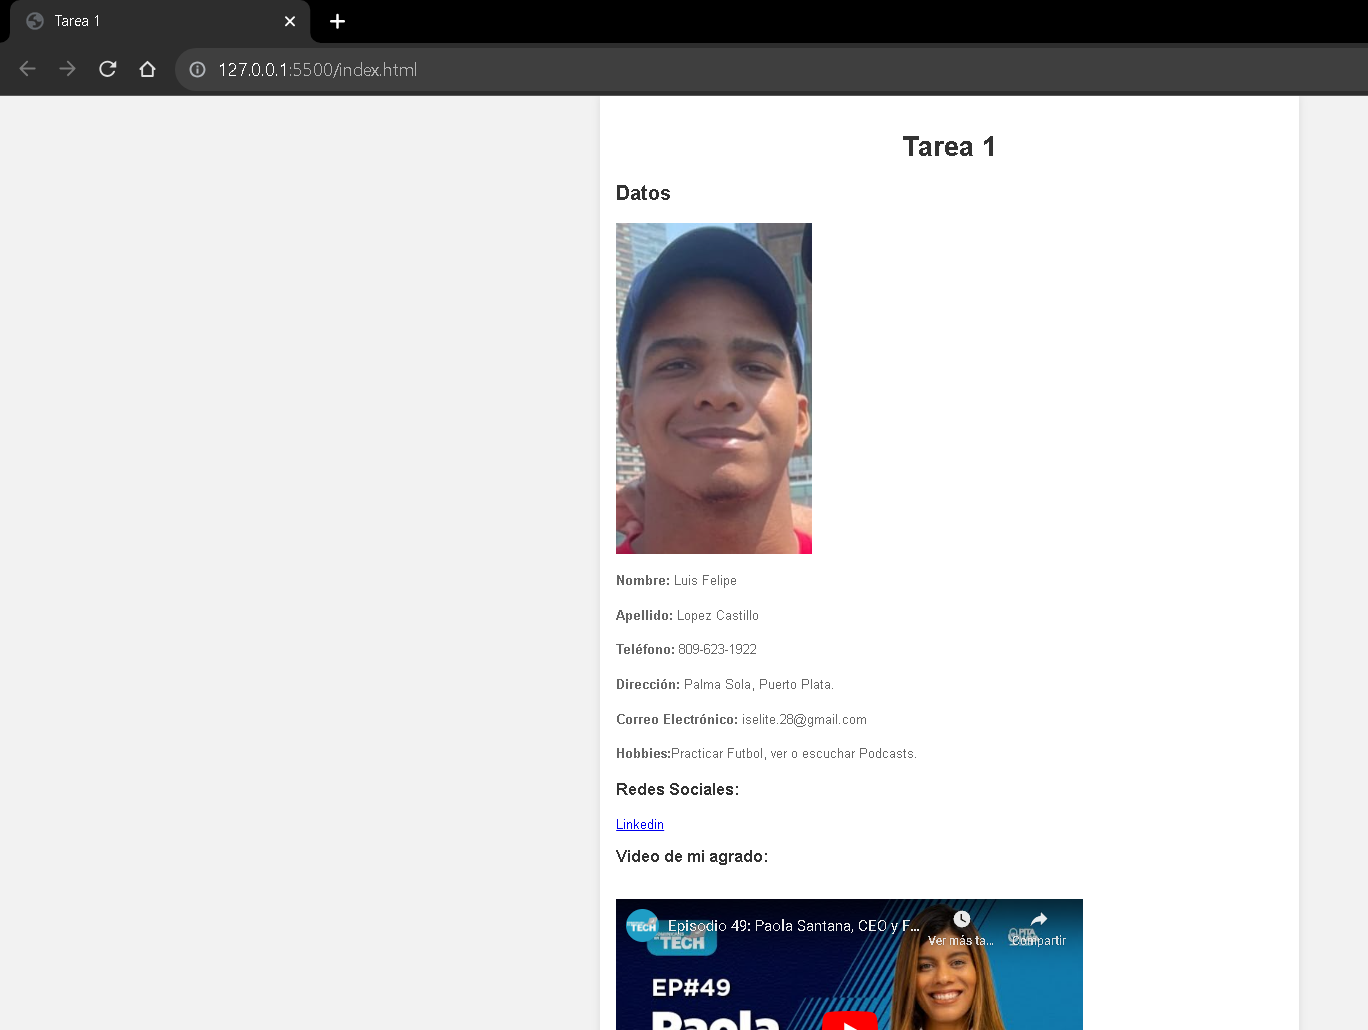 Tarea 1
127.0.0.1:5500/index.html
Tarea 1
Datos
Nombre: Luis Felipe
Apellido: Lopez Castillo
Teléfono: 809-623-1922
Dirección: Palma Sola, Puerto Plata.
Correo Electrónico: iselite.28@gmail.com
Hobbies:Practicar Futbol, ver o escuchar Podcasts.
Redes Sociales:
Linkedin
Video de mi agrado:
Episodio 49: Paola Santana, CEO y F...
Ver más ta...
Compartir
TECH
TECH
EP#49
Paola